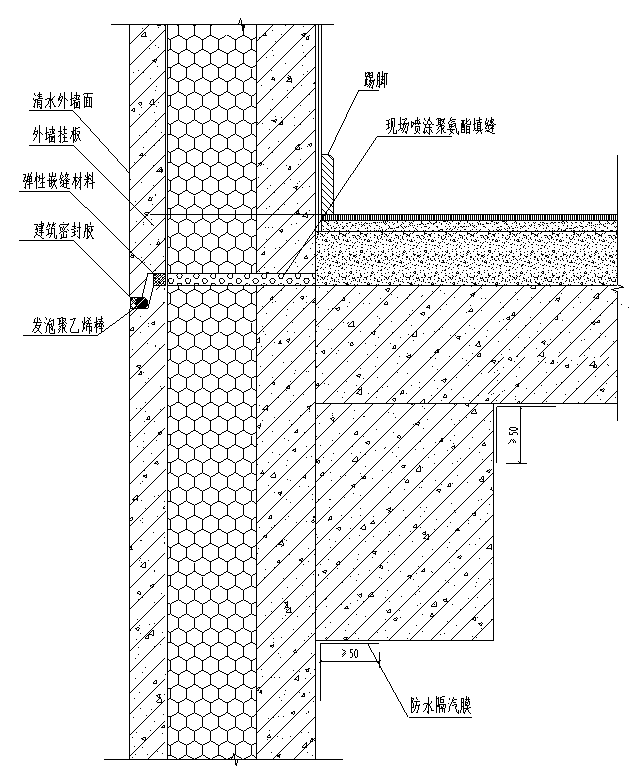 踢脚
清水外墙面
现场喷涂聚氨酯填缝
外墙挂板
弹性嵌缝材料
建筑密封胶
发泡聚乙烯棒
≥50
≥50
防水隔汽膜